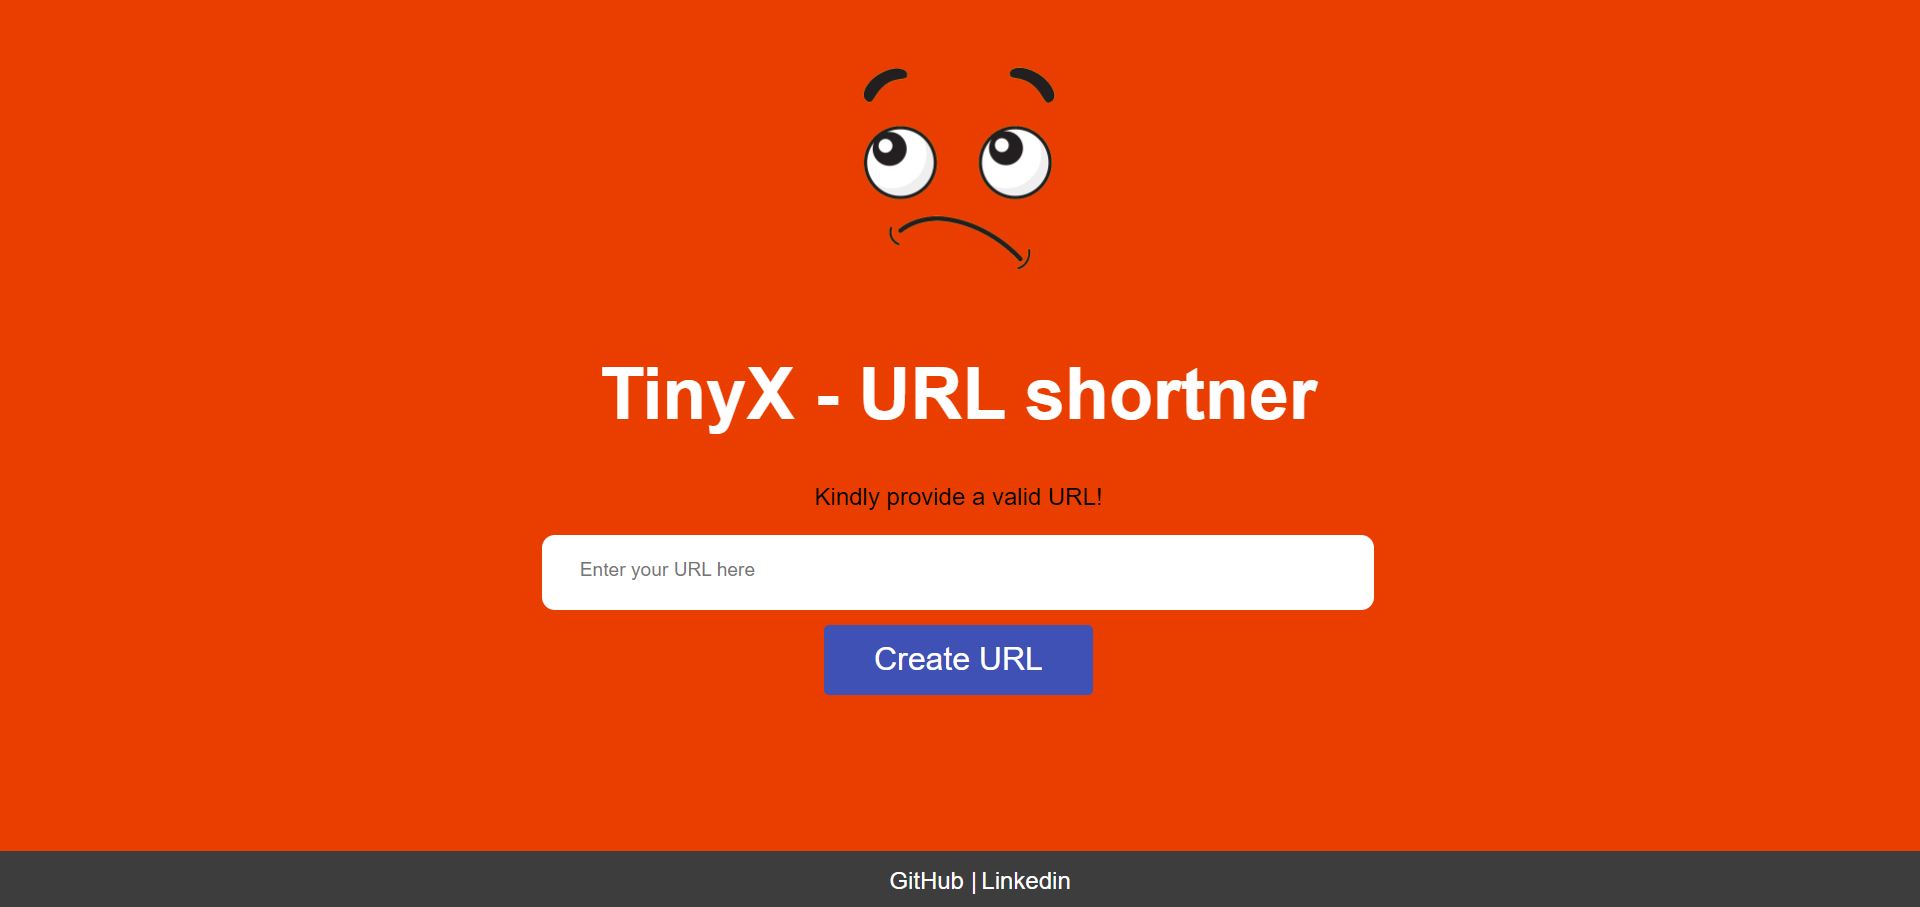 TinyX - URL shortner
Kindly provide a valid URL!
Enter your URL here
Create URL
GitHub | Linkedin